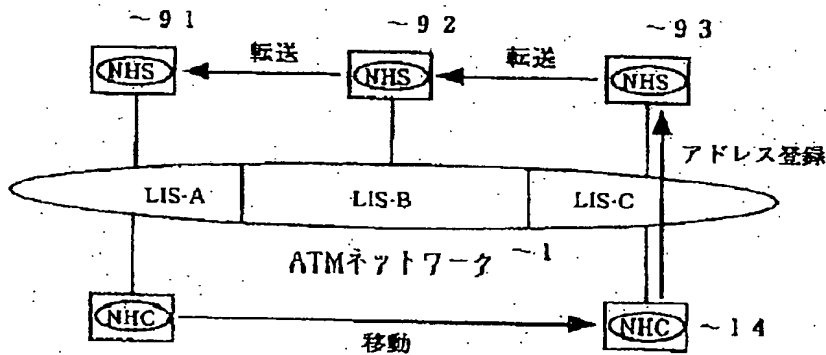 ~91
~92
~93
転送
転送
NHS
NHS
NHS
アドレス登録
LIS-A
LIS-B
LIS-C
ATMネットワーク ~1
NHC
移動
NHC
~14